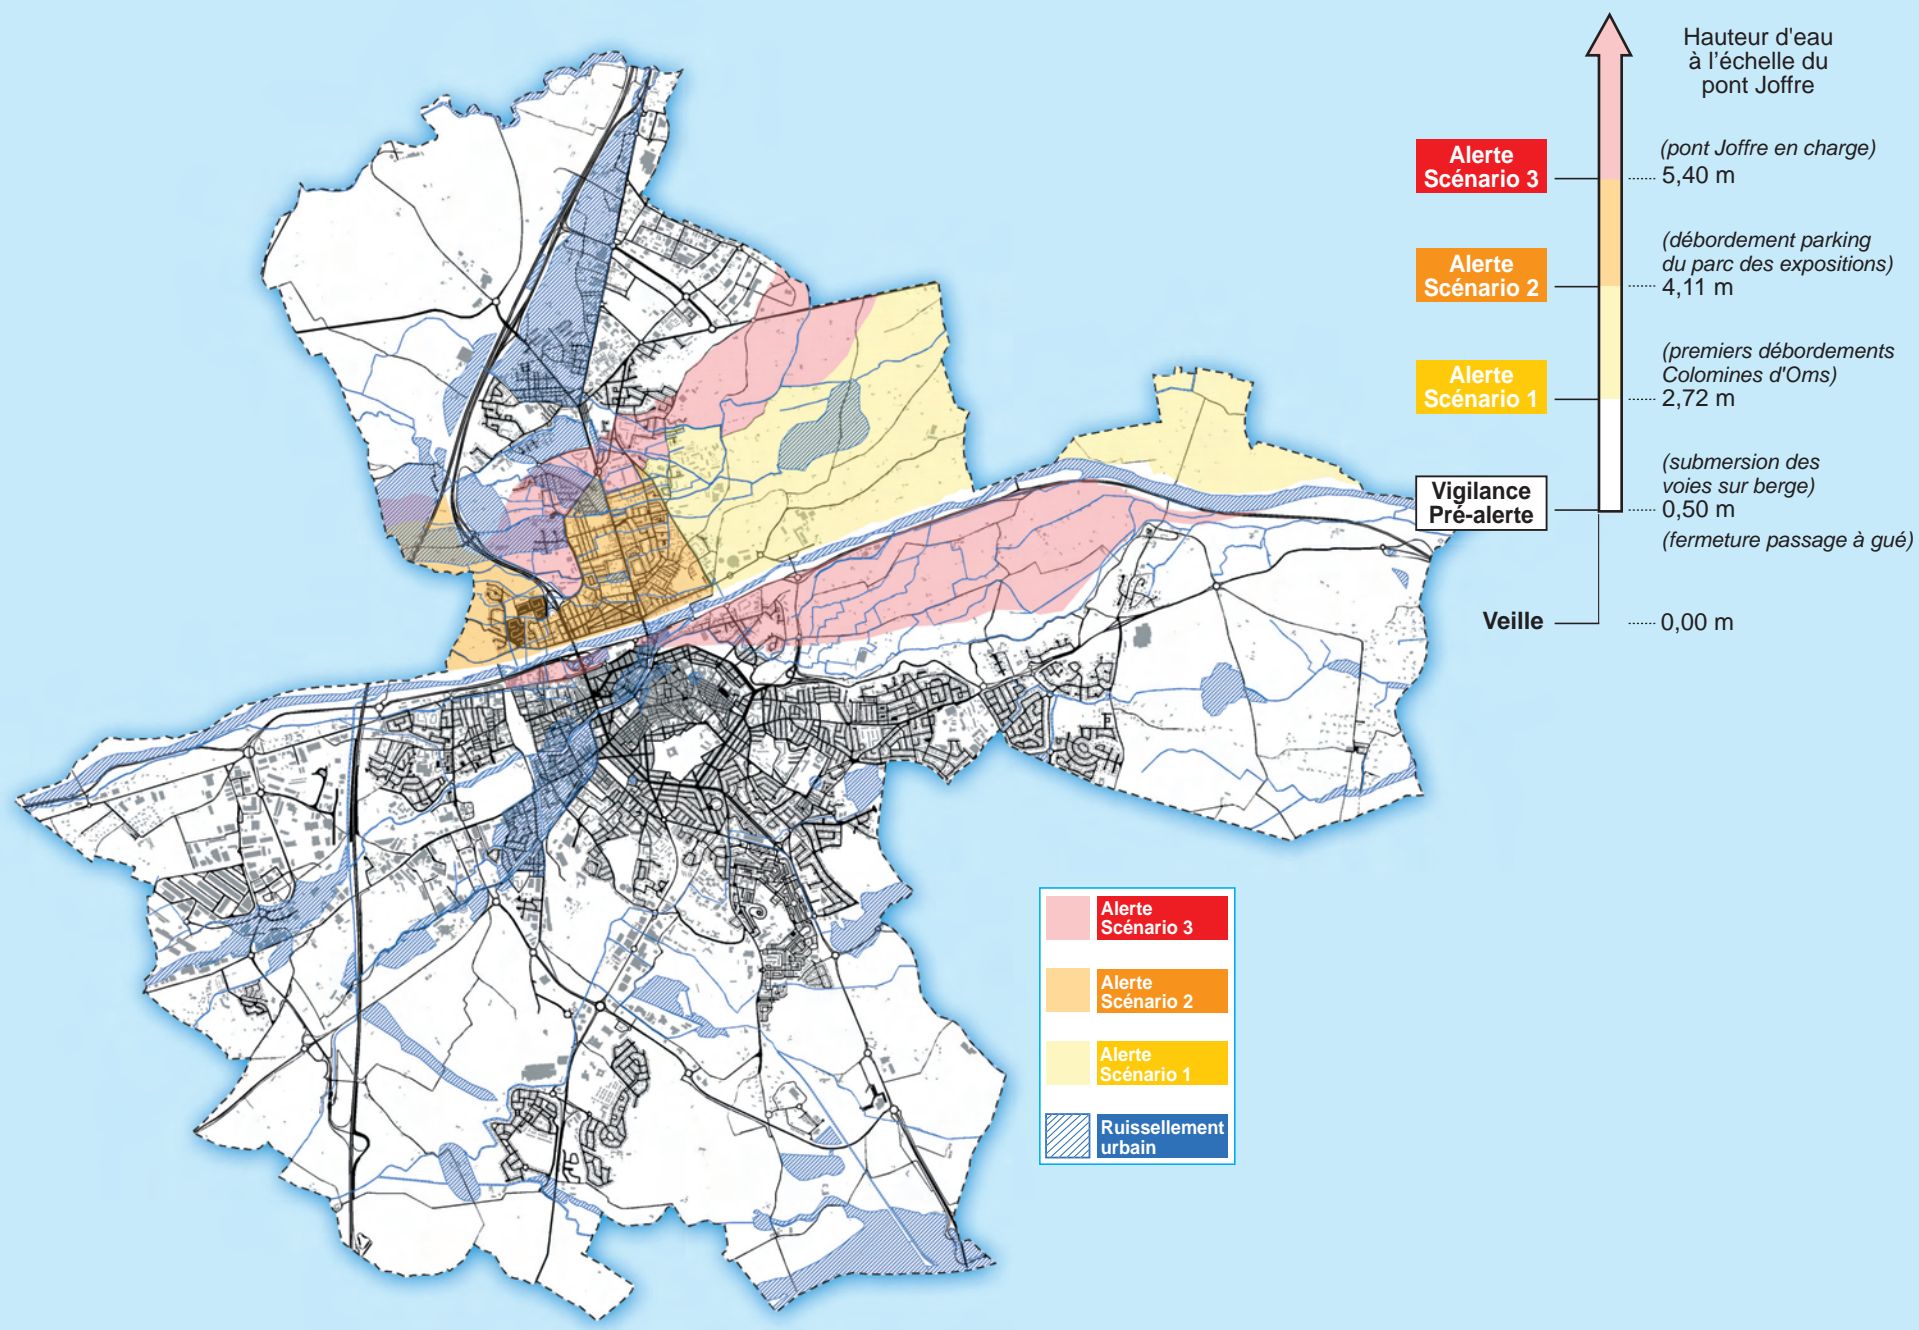 Hauteur d'eau
à l'échelle du
pont Joffre
Alerte
Scénario 3
(pont Joffre en charge)
5,40 m
Alerte
Scénario 2
(débordement parking
du parc des expositions)
4,11 m
Alerte
Scénario 1
(premiers débordements
Colomines d'Oms)
2,72 m
Vigilance
Pré-alerte
(submersion des
voies sur berge)
0,50 m
(fermeture passage à gué)
Veille
0,00 m
Alerte
Scénario 3
Alerte
Scénario 2
Alerte
Scénario 1
Ruissellement
urbain